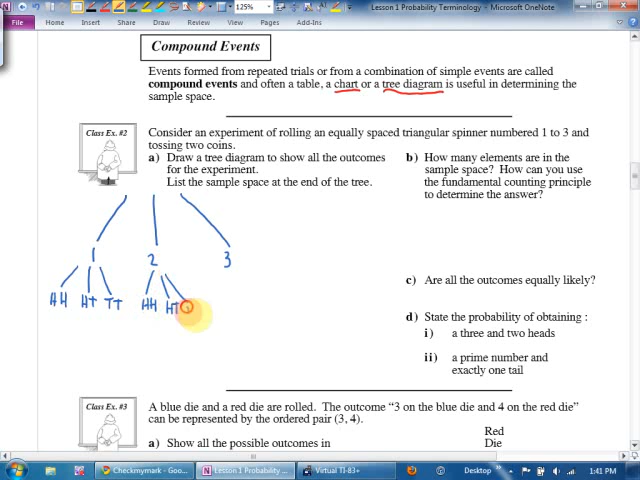 Lesson 1 Probability Terminology - Microsoft OneNote
125%
File Home Insert Share Draw Review View Add-Ins
Compound Events
Events formed from repeated trials or from a combination of simple events are called
compound events and often a table, a chart or a tree diagram is useful in determining the
sample space.
Class Ex. #2
Consider an experiment of rolling an equally spaced triangular spinner numbered 1 to 3 and
tossing two coins.
a) Draw a tree diagram to show all the outcomes
for the experiment.
List the sample space at the end of the tree.
b) How many elements are in the
sample space? How can you use
the fundamental counting principle
to determine the answer?
1 2 3
HH HT TT HH HT
c) Are all the outcomes equally likely?
d) State the probability of obtaining :
i) a three and two heads
ii) a prime number and
exactly one tail
Class Ex. #3
A blue die and a red die are rolled. The outcome “3 on the blue die and 4 on the red die”
can be represented by the ordered pair (3, 4).
a) Show all the possible outcomes in
Red
Die
Checkmymark - Goo...
Lesson 1 Probability ...
Virtual TI-83+
Desktop
1:41 PM